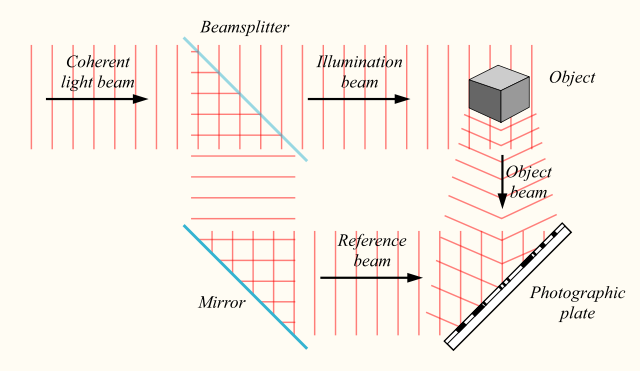 Beamsplitter
Coherent
light beam
Illumination
beam
Object
Object
beam
Reference
beam
Mirror
Photographic
plate